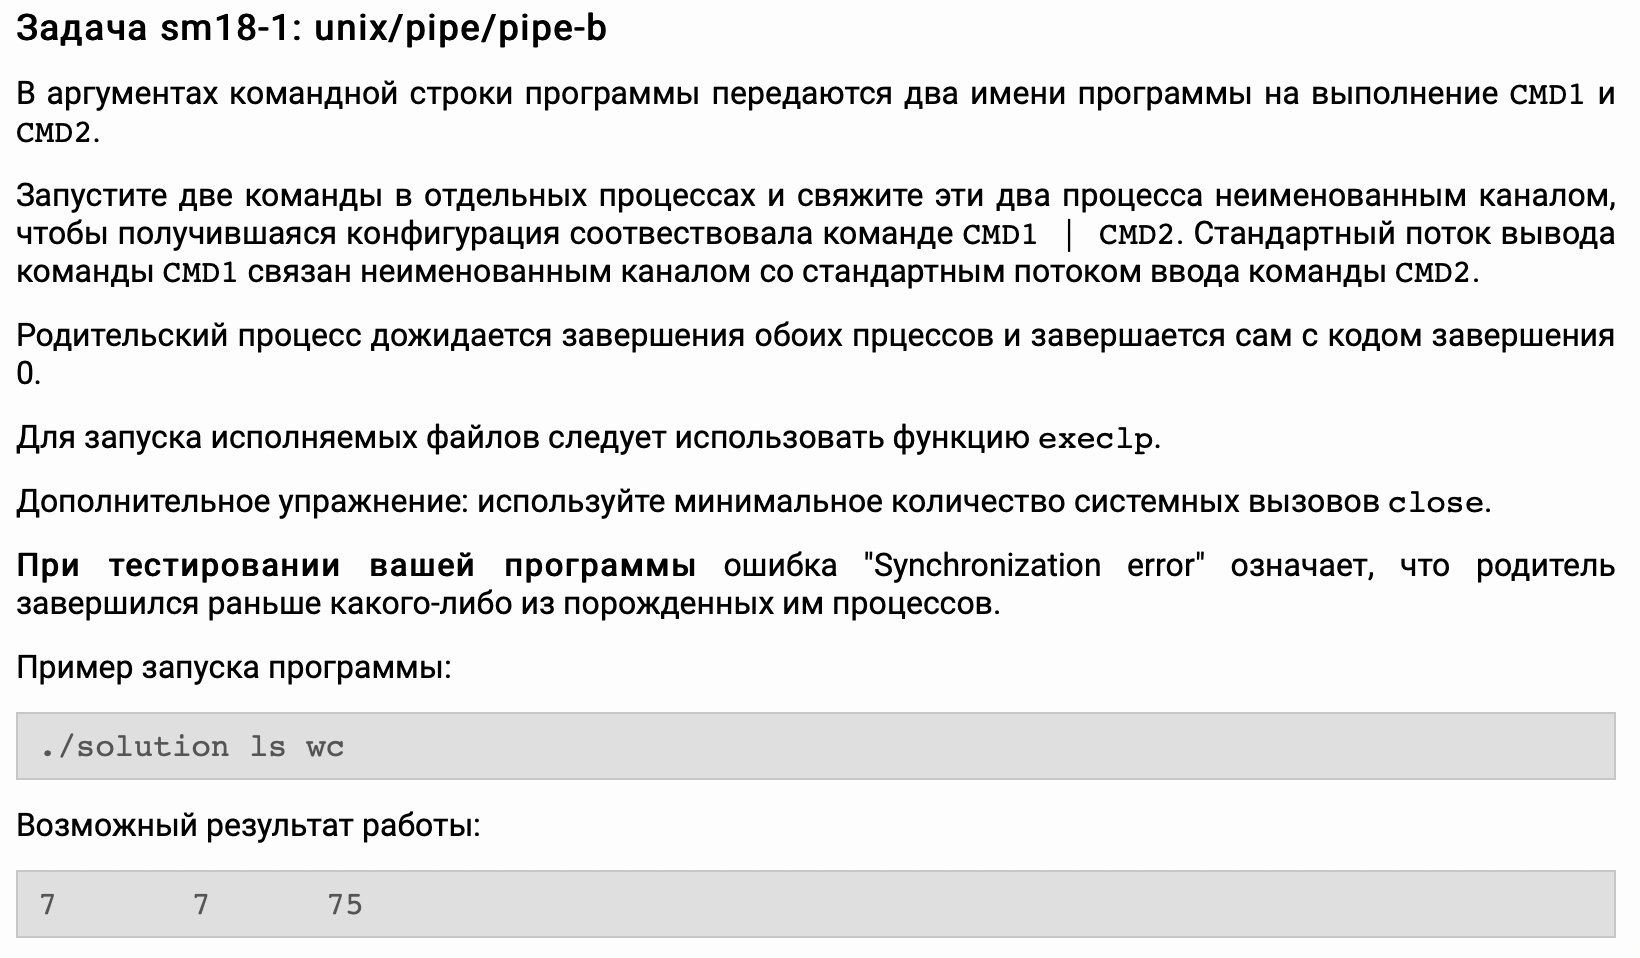 Задача sm18-1: unix/pipe/pipe-b
В аргументах командной строки программы передаются два имени программы на выполнение CMD1 и
CMD2.
Запустите две команды в отдельных процессах и свяжите эти два процесса неименованным каналом,
чтобы получившаяся конфигурация соотвествовала команде CMD1 | CMD2. Стандартный поток вывода
команды CMD1 связан неименованным каналом со стандартным потоком ввода команды CMD2.
Родительский процесс дожидается завершения обоих прцессов и завершается сам с кодом завершения
0.
Для запуска исполняемых файлов следует использовать функцию execlp.
Дополнительное упражнение: используйте минимальное количество системных вызовов close.
При тестировании вашей программы ошибка "Synchronization error" означает, что родитель
завершился раньше какого-либо из порожденных им процессов.
Пример запуска программы:
./solution ls wc
Возможный результат работы:
7 7 75